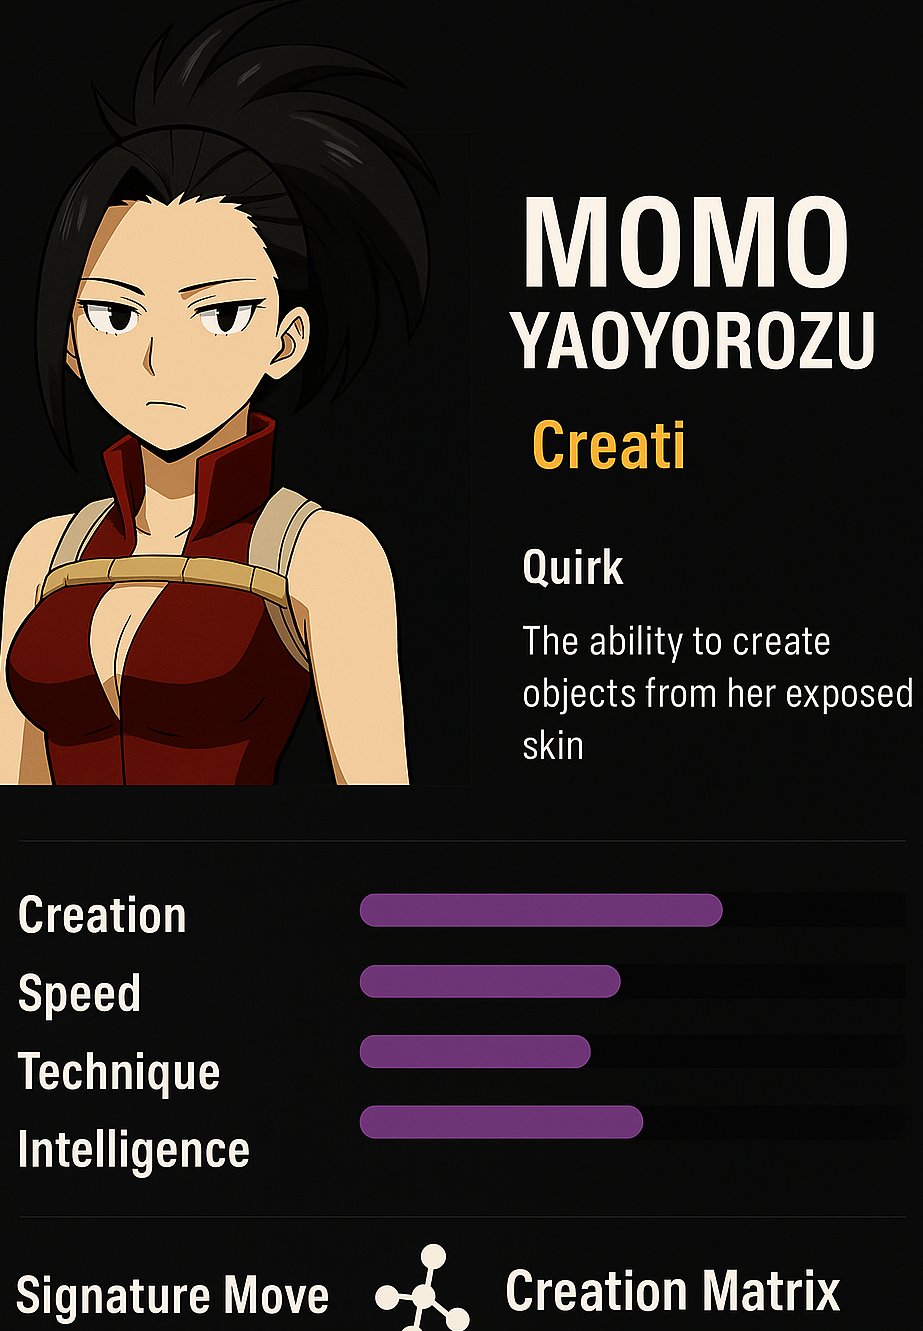 MOMO
YAOYOROZU
Creati
Quirk
The ability to create
objects from her exposed
skin
Creation
Speed
Technique
Intelligence
Signature Move
Creation Matrix